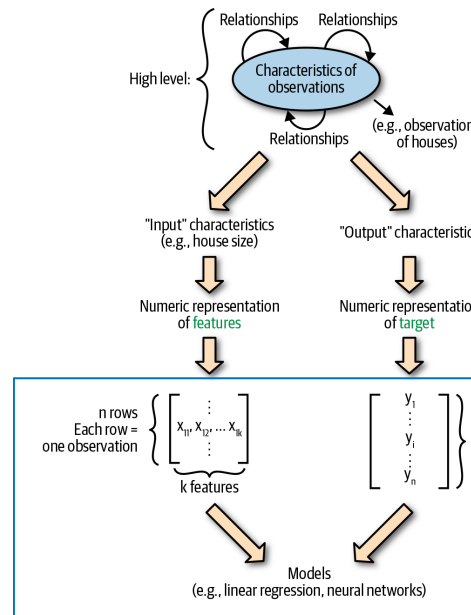 Relationships Relationships
High level:
Characteristics of
observations
Relationships
(e.g., observation
of houses)
"Input" characteristics
(e.g., house size)
"Output" characteristic
Numeric representation
of features
Numeric representation
of target
n rows
Each row =
one observation
⋮
x₁₁, x₁₂, ... x₁ₖ
⋮
k features
y₁
⋮
yᵢ
⋮
yₙ
Models
(e.g., linear regression, neural networks)